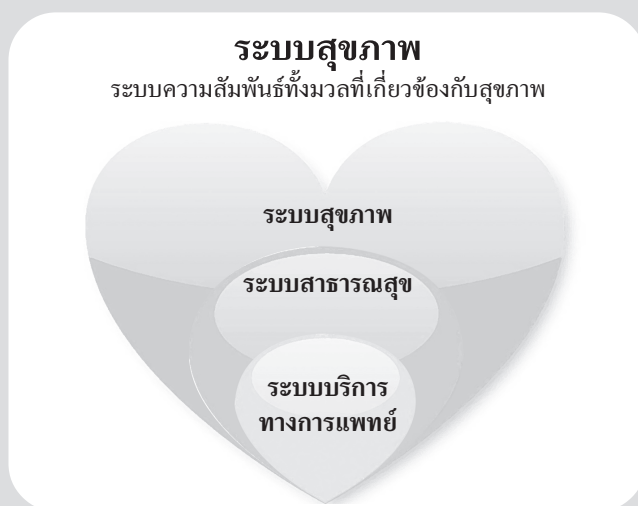 ระบบสุขภาพ
ระบบความสัมพันธ์ทั้งมวลที่เกี่ยวข้องกับสุขภาพ
ระบบสุขภาพ
ระบบสาธารณสุข
ระบบบริการ
ทางการแพทย์